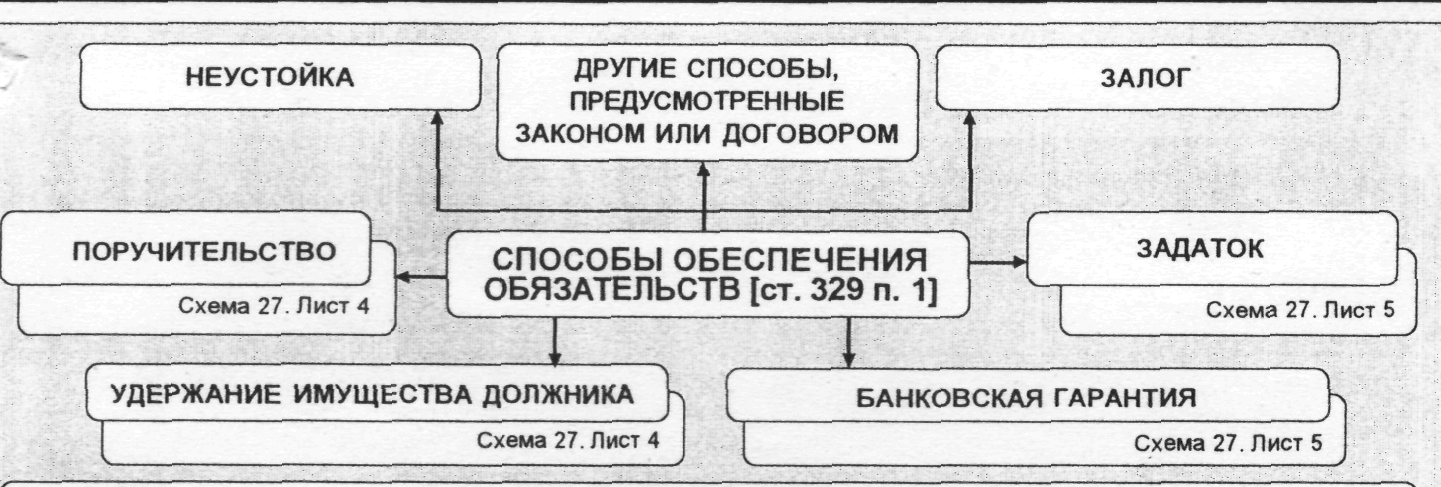 НЕУСТОЙКА
ДРУГИЕ СПОСОБЫ,
ПРЕДУСМОТРЕННЫЕ
ЗАКОНОМ ИЛИ ДОГОВОРОМ
ЗАЛОГ
ПОРУЧИТЕЛЬСТВО
Схема 27. Лист 4
СПОСОБЫ ОБЕСПЕЧЕНИЯ
ОБЯЗАТЕЛЬСТВ [ст. 329 п. 1]
ЗАДАТОК
Схема 27. Лист 5
УДЕРЖАНИЕ ИМУЩЕСТВА ДОЛЖНИКА
Схема 27. Лист 4
БАНКОВСКАЯ ГАРАНТИЯ
Схема 27. Лист 5